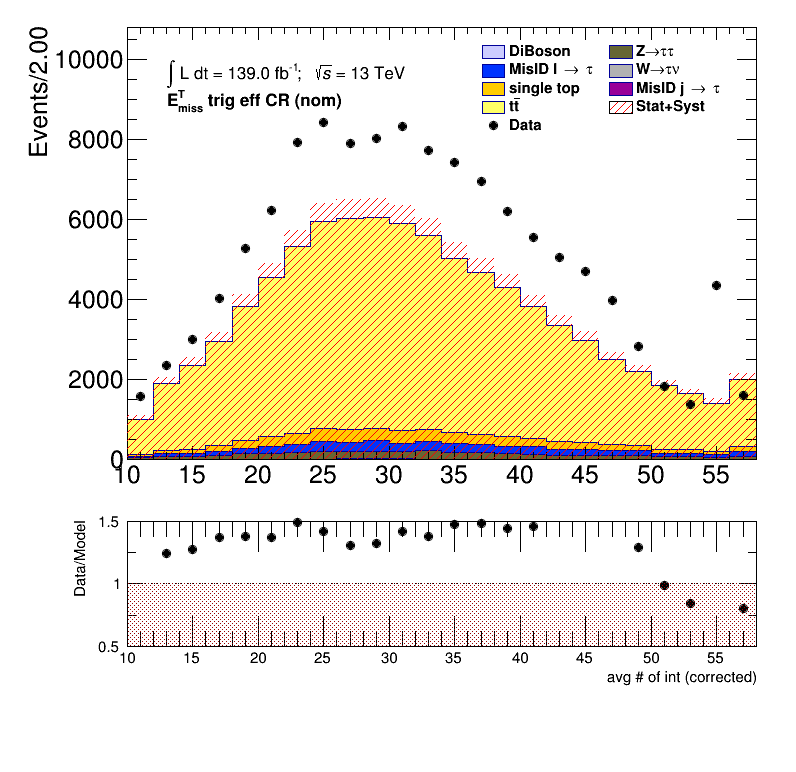 Events/2.00
10000
8000
6000
4000
2000
0
∫ L dt = 139.0 fb⁻¹; √s = 13 TeV
E^T_miss trig eff CR (nom)
DiBoson
MisID l → τ
single top
tt̄
Data
Z→ττ
W→τν
MisID j → τ
Stat+Syst
10 15 20 25 30 35 40 45 50 55
Data/Model
1.5
1
0.5
10 15 20 25 30 35 40 45 50 55
avg # of int (corrected)